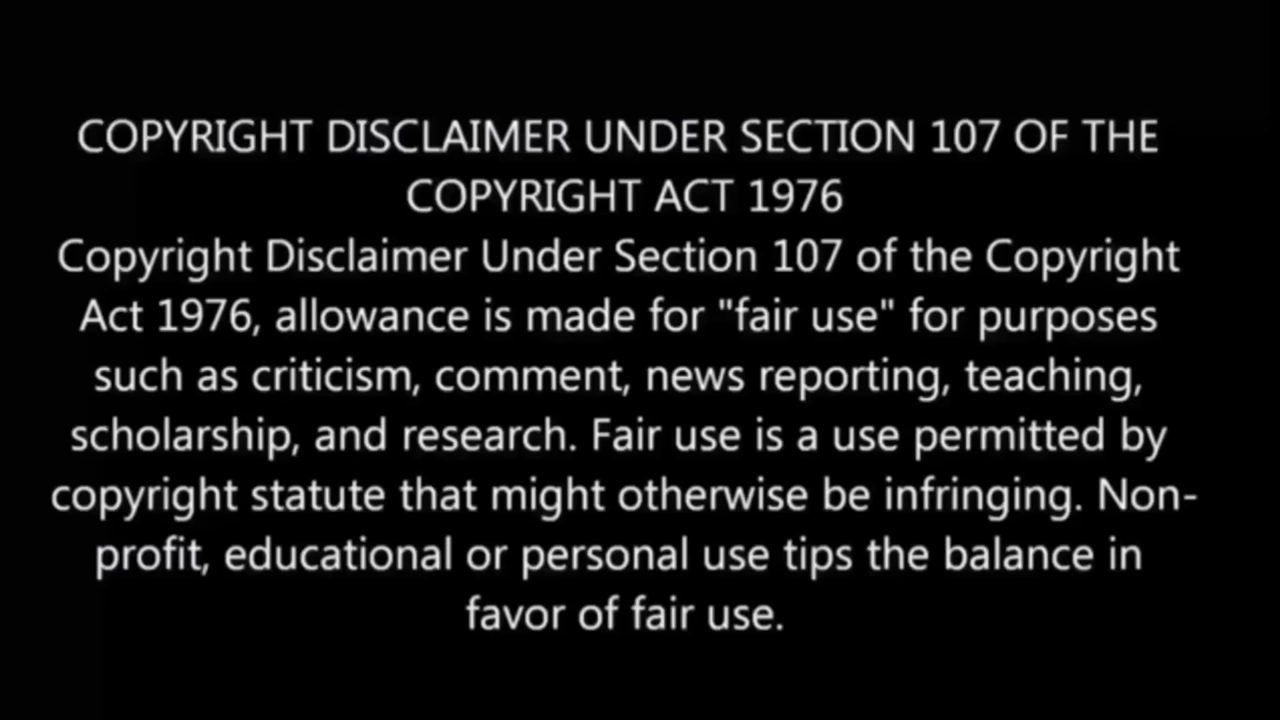 COPYRIGHT DISCLAIMER UNDER SECTION 107 OF THE
COPYRIGHT ACT 1976
Copyright Disclaimer Under Section 107 of the Copyright
Act 1976, allowance is made for "fair use" for purposes
such as criticism, comment, news reporting, teaching,
scholarship, and research. Fair use is a use permitted by
copyright statute that might otherwise be infringing. Non-
profit, educational or personal use tips the balance in
favor of fair use.